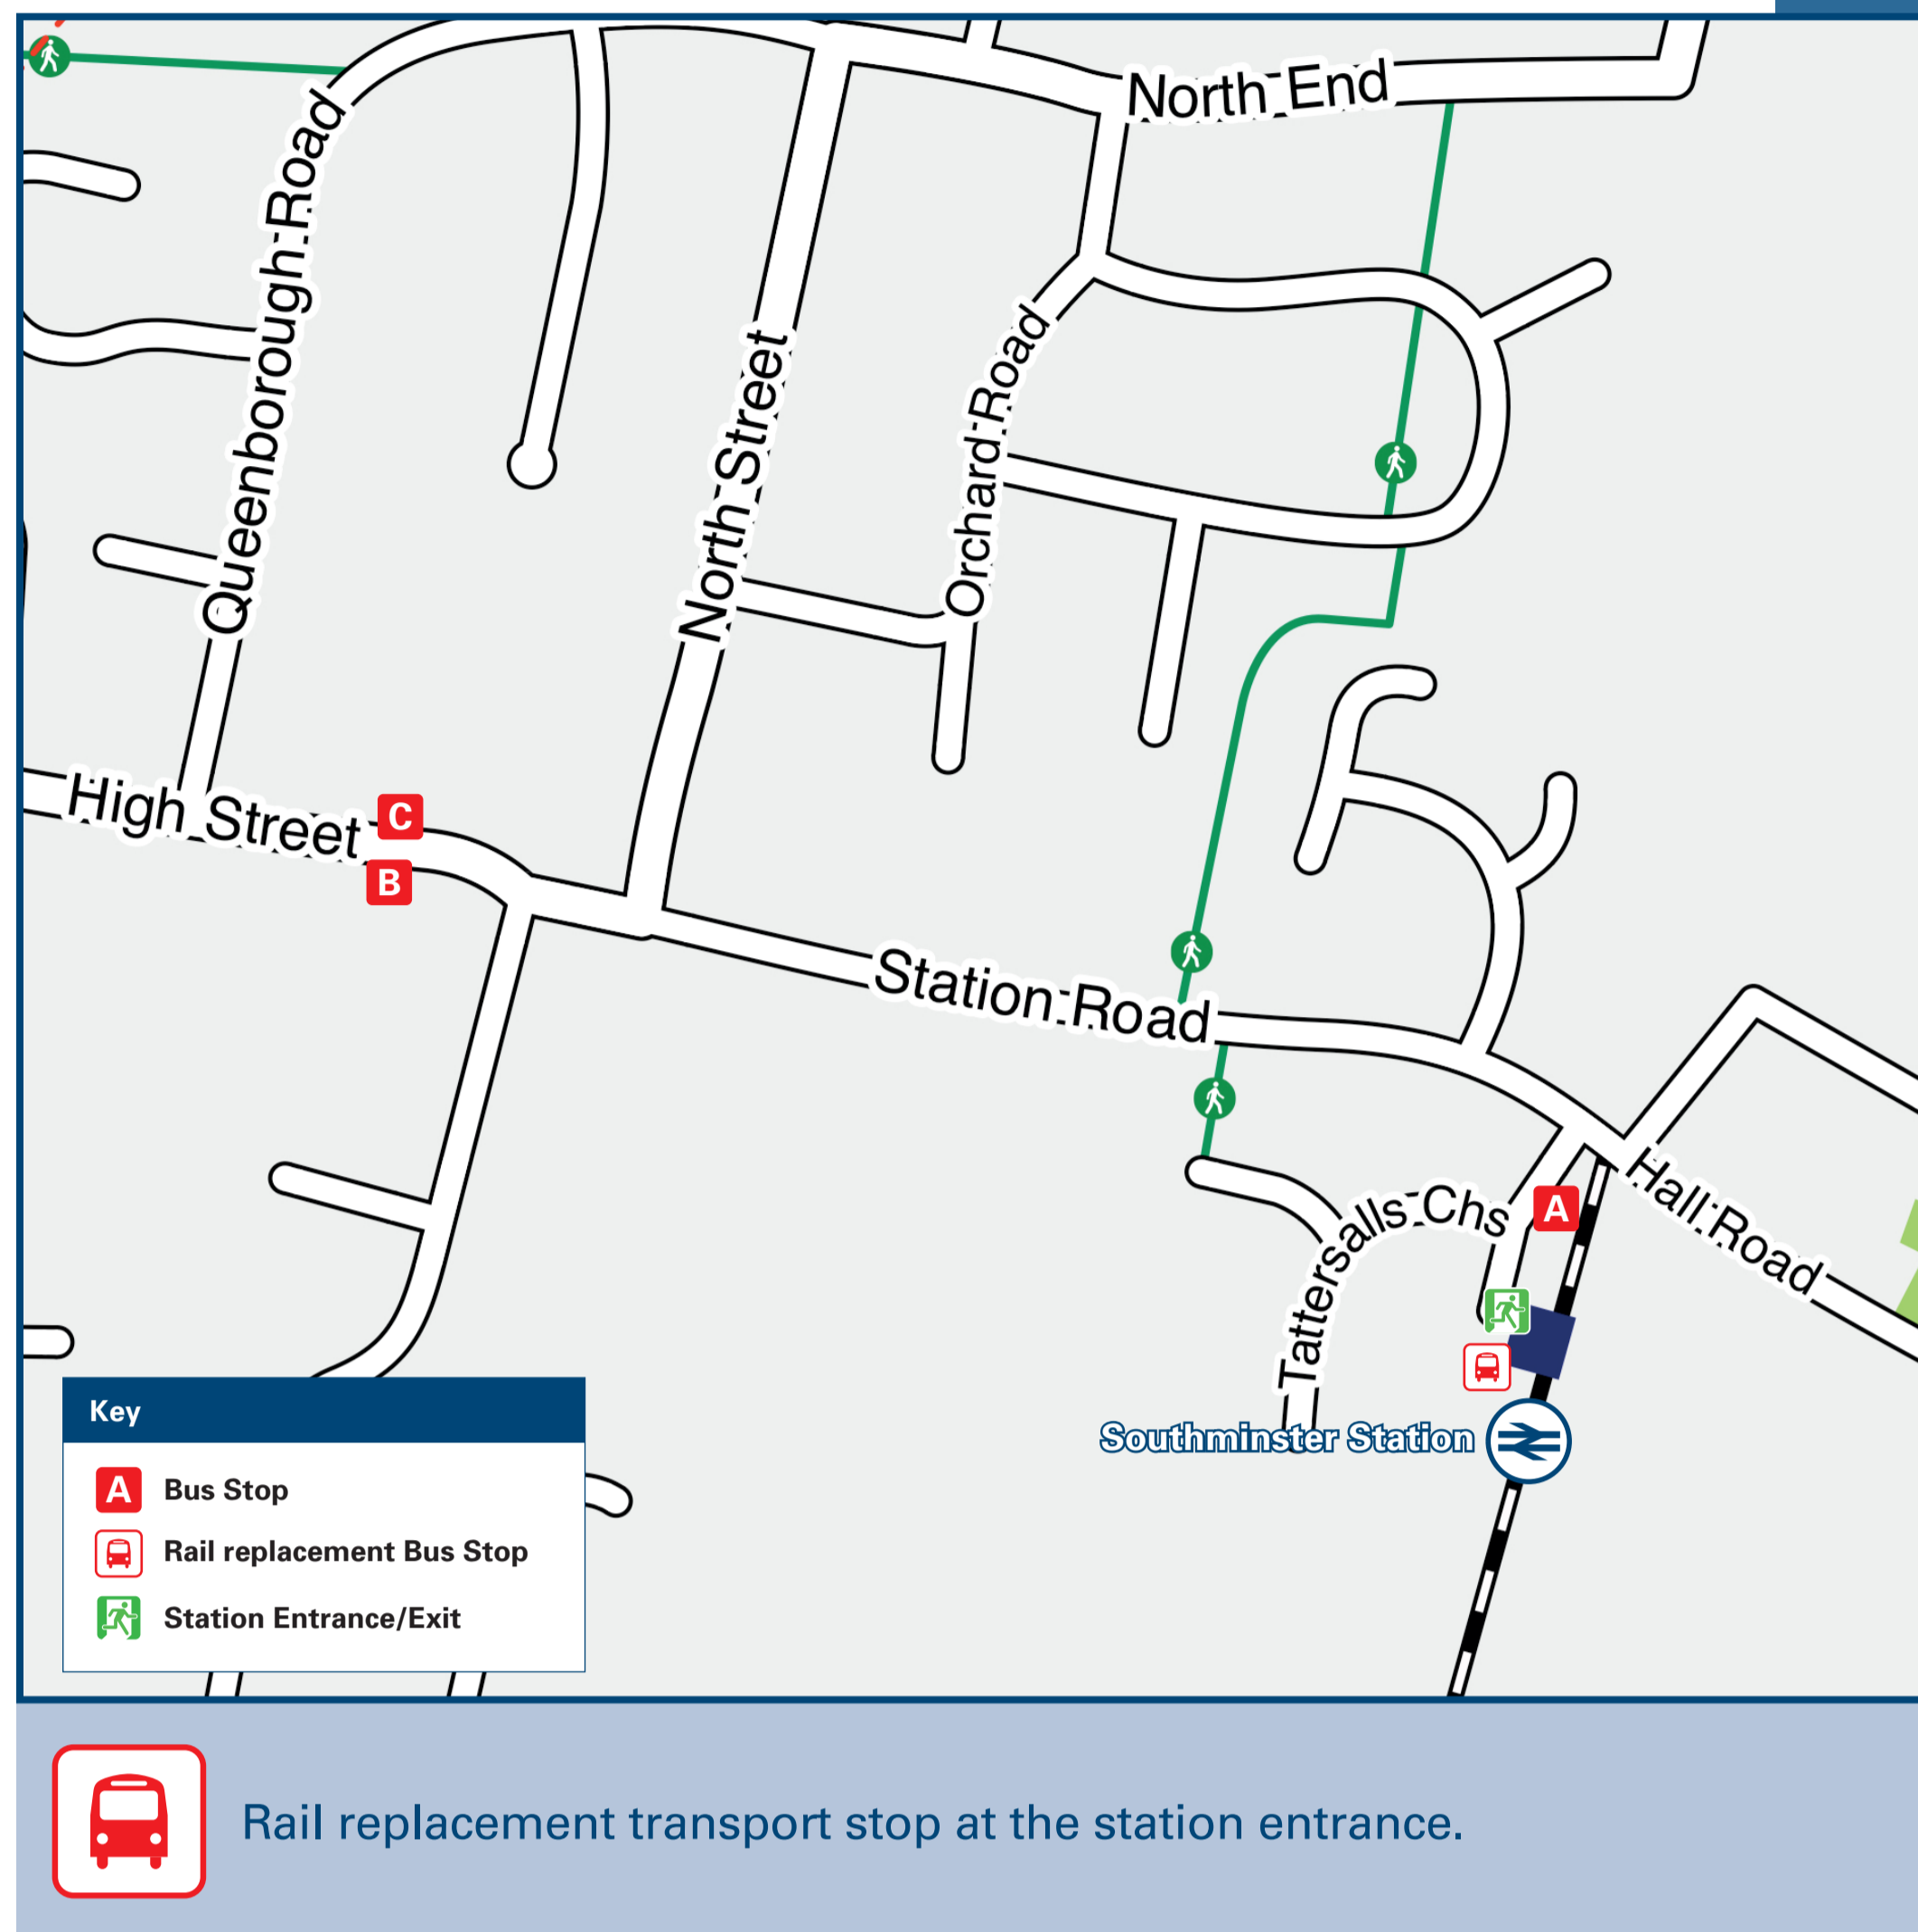 North End
Queenborough Road
North Street
Orchard Road
High Street
C
B
Station Road
Hall Road
Tattersalls Chs
A
Southminster Station
Key
A Bus Stop
Rail replacement Bus Stop
Station Entrance/Exit
Rail replacement transport stop at the station entrance.